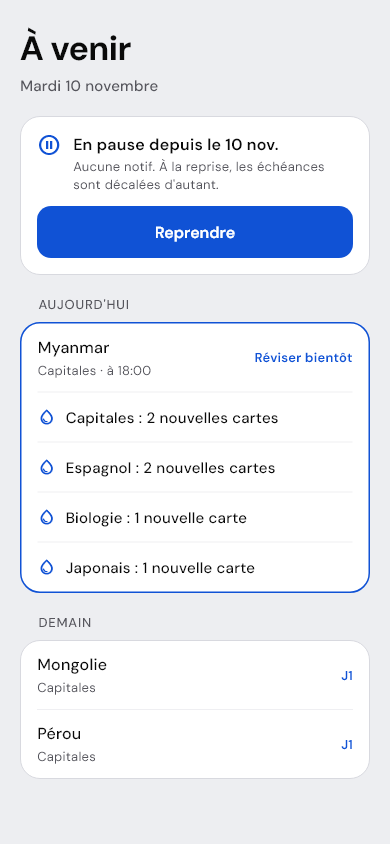 À venir
Mardi 10 novembre
En pause depuis le 10 nov.
Aucune notif. À la reprise, les échéances
sont décalées d'autant.
Reprendre
AUJOURD'HUI
Myanmar
Capitales · à 18:00
Réviser bientôt
Capitales : 2 nouvelles cartes
Espagnol : 2 nouvelles cartes
Biologie : 1 nouvelle carte
Japonais : 1 nouvelle carte
DEMAIN
Mongolie
Capitales
J1
Pérou
Capitales
J1